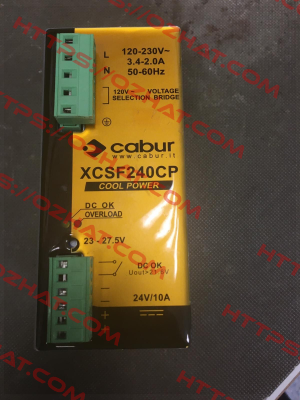 L 120-230V~
3.4-2.0A
N 50-60Hz
120V~ VOLTAGE
SELECTION BRIDGE
cabur
www.cabur.it
XCSF240CP
COOL POWER
DC OK
OVERLOAD
23 - 27.5V
DC OK
24V/10A
HTTPS://OZHAT.COM